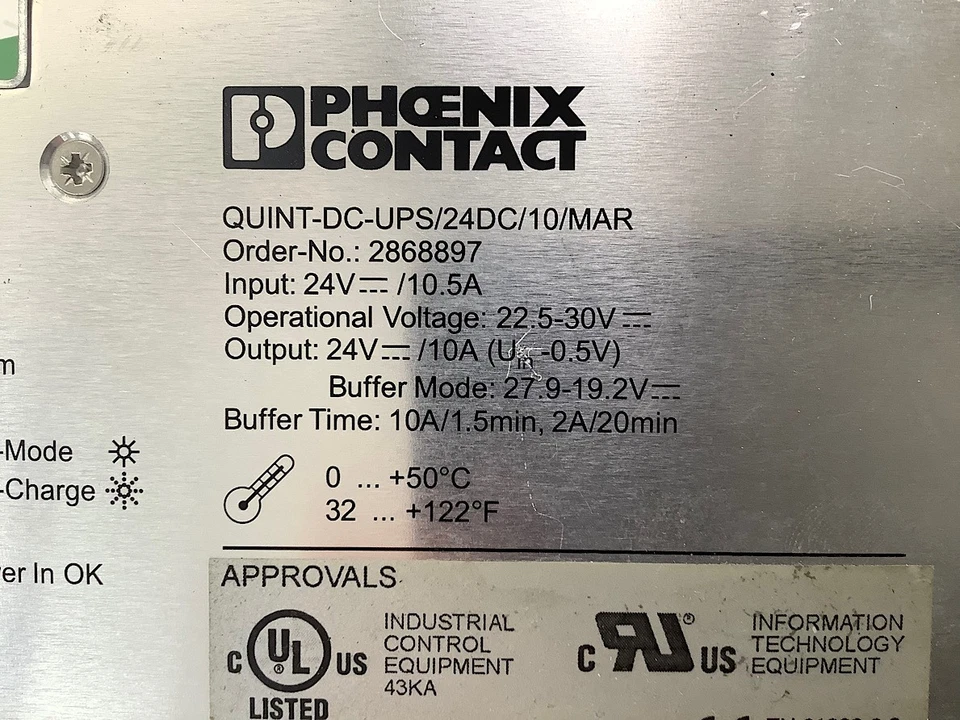 PHOENIX
CONTACT
QUINT-DC-UPS/24DC/10/MAR
Order-No.: 2868897
Input: 24V⎓ /10.5A
Operational Voltage: 22.5-30V⎓
Output: 24V⎓ /10A (Uin -0.5V)
Buffer Mode: 27.9-19.2V⎓
Buffer Time: 10A/1.5min, 2A/20min
-Mode
-Charge
0 ... +50°C
32 ... +122°F
er In OK
APPROVALS
C UL ® US
LISTED
INDUSTRIAL
CONTROL
EQUIPMENT
43KA
C RU ® US
INFORMATION
TECHNOLOGY
EQUIPMENT